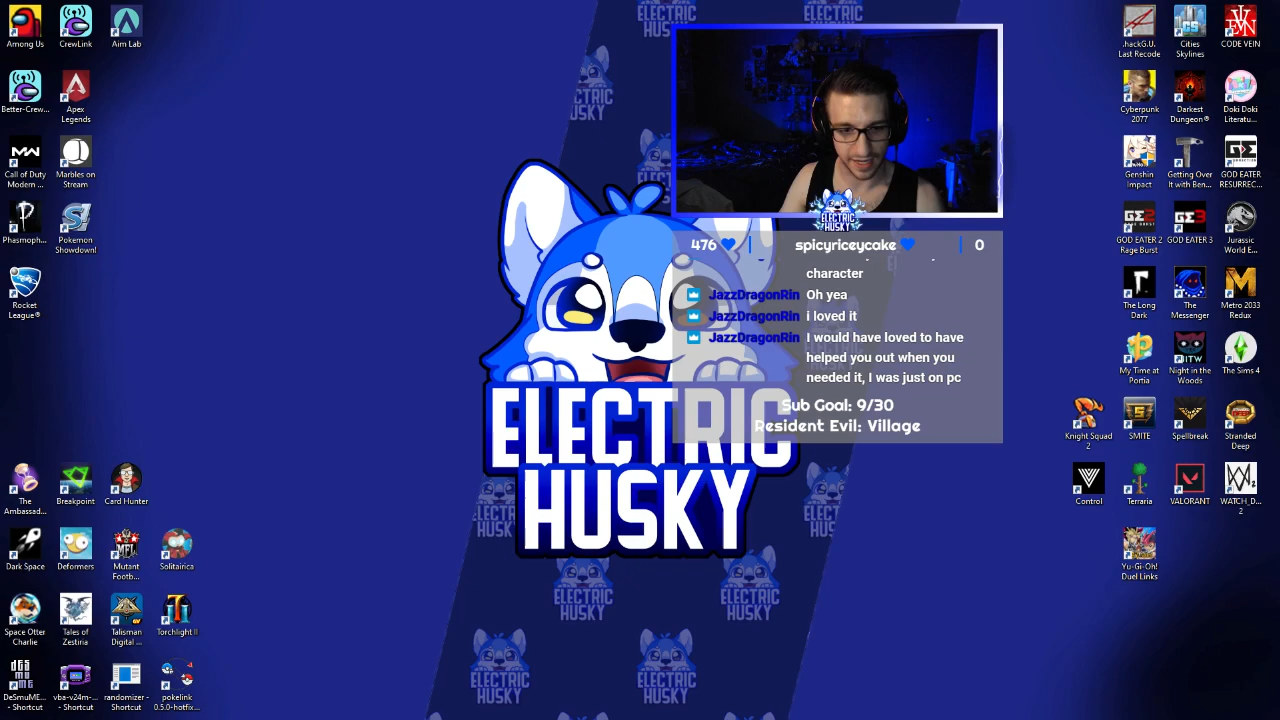 Among Us
CrewLink
Aim Lab
Better-Crew...
Apex
Legends
Call of Duty
Modern ...
Marbles on
Stream
Phasmoph...
Pokemon
Showdown!
Rocket
League®
The
Ambassad...
Breakpoint
Card Hunter
Dark Space
Deformers
Mutant
Footb...
Solitairica
Space Otter
Charlie
Tales of
Zestiria
Talisman
Digital ...
Torchlight II
DeSmuME...
- Shortcut
vba-v24m-...
- Shortcut
randomizer -
Shortcut
pokelink
0.5.0-hotfix...
ELECTRIC
HUSKY
ELECTRIC
HUSKY
476
spicyriceycake
0
character
JazzDragonRin Oh yea
JazzDragonRin i loved it
JazzDragonRin I would have loved to have
helped you out when you
needed it, I was just on pc
Sub Goal: 9/30
Resident Evil: Village
.hack//G.U.
Last Recode
Cities
Skylines
CODE VEIN
Cyberpunk
2077
Darkest
Dungeon®
Doki Doki
Literatu...
Genshin
Impact
Getting Over
It with Ben...
GOD EATER
RESURREC...
GOD EATER 2
Rage Burst
GOD EATER 3
Jurassic
World E...
The Long
Dark
The
Messenger
Metro 2033
Redux
My Time at
Portia
Night in the
Woods
The Sims 4
Knight Squad
2
SMITE
Spellbreak
Stranded
Deep
Control
Terraria
VALORANT
WATCH_D...
2
Yu-Gi-Oh!
Duel Links